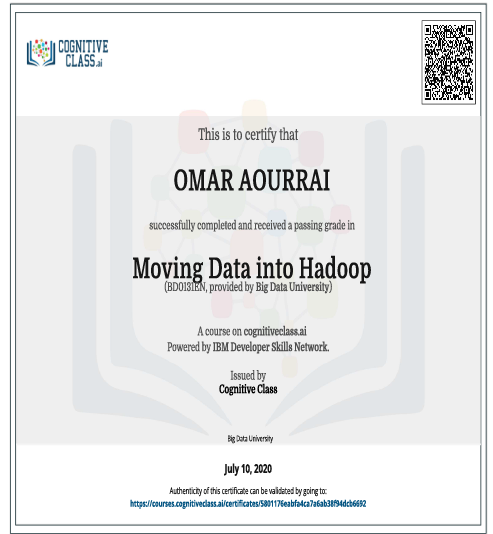 COGNITIVE
CLASS.ai
This is to certify that
OMAR AOURRAI
successfully completed and received a passing grade in
Moving Data into Hadoop
(BD0131EN, provided by Big Data University)
A course on cognitiveclass.ai
Powered by IBM Developer Skills Network.
Issued by
Cognitive Class
Big Data University
July 10, 2020
Authenticity of this certificate can be validated by going to:
https://courses.cognitiveclass.ai/certificates/5801176eabfa4ca7a6ab38f94dcb6692